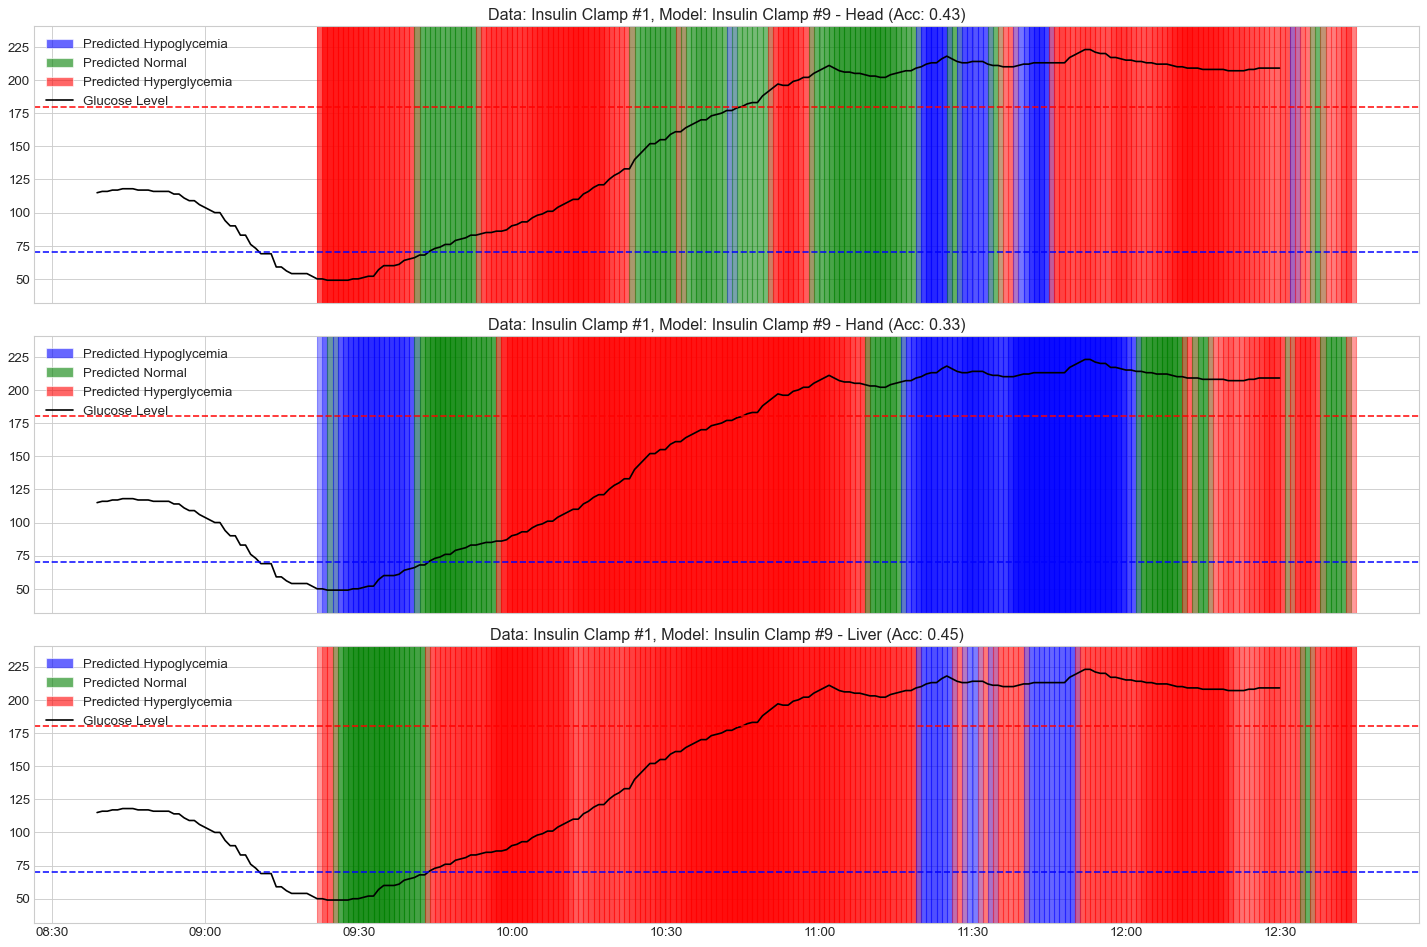 Data: Insulin Clamp #1, Model: Insulin Clamp #9 - Head (Acc: 0.43)
225
200
175
150
125
100
75
50
Predicted Hypoglycemia
Predicted Normal
Predicted Hyperglycemia
Glucose Level
Data: Insulin Clamp #1, Model: Insulin Clamp #9 - Hand (Acc: 0.33)
225
200
175
150
125
100
75
50
Predicted Hypoglycemia
Predicted Normal
Predicted Hyperglycemia
Glucose Level
Data: Insulin Clamp #1, Model: Insulin Clamp #9 - Liver (Acc: 0.45)
225
200
175
150
125
100
75
50
Predicted Hypoglycemia
Predicted Normal
Predicted Hyperglycemia
Glucose Level
08:30 09:00 09:30 10:00 10:30 11:00 11:30 12:00 12:30